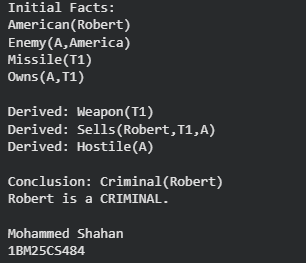 Initial Facts:
American(Robert)
Enemy(A,America)
Missile(T1)
Owns(A,T1)
Derived: Weapon(T1)
Derived: Sells(Robert,T1,A)
Derived: Hostile(A)
Conclusion: Criminal(Robert)
Robert is a CRIMINAL.
Mohammed Shahan
1BM25CS484